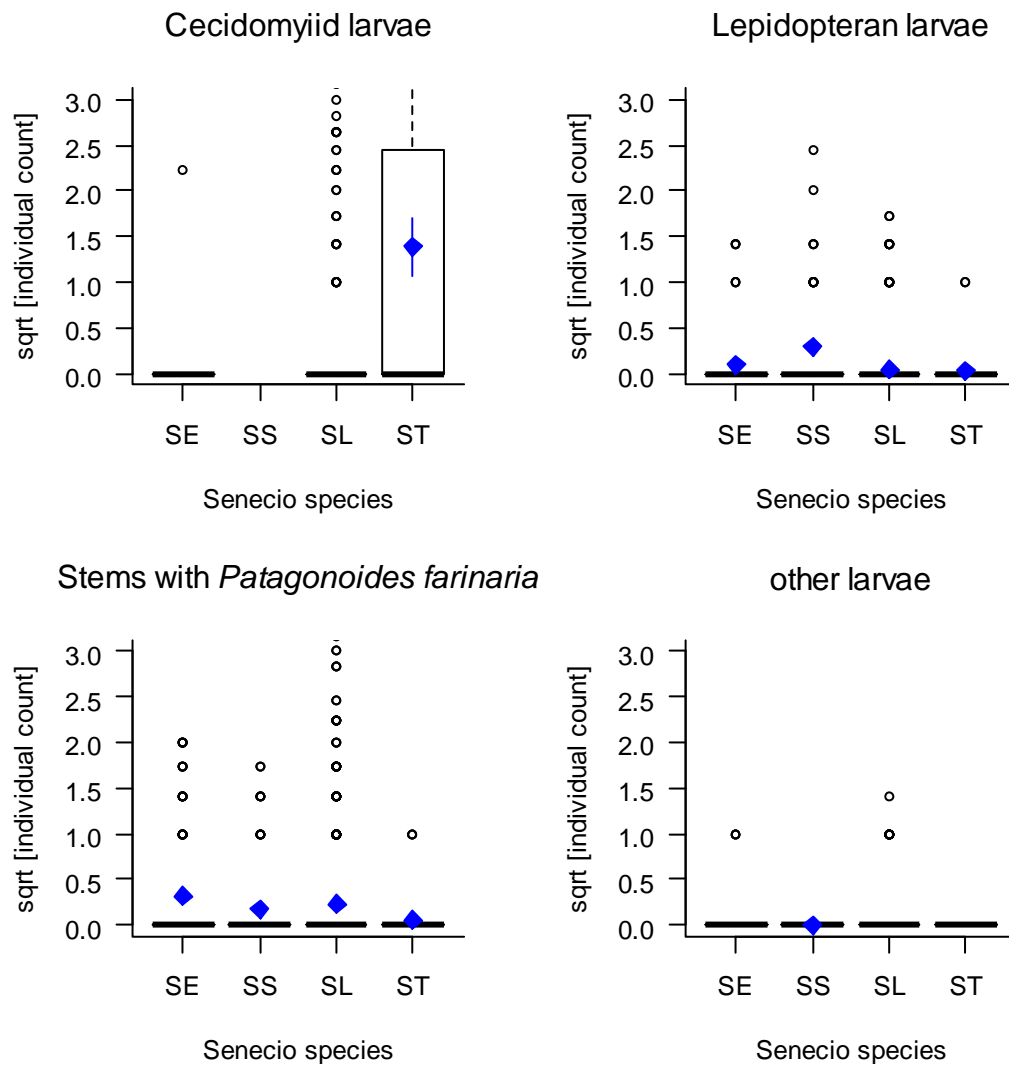 Cecidomyiid larvae
sqrt [individual count]
3.0
2.5
2.0
1.5
1.0
0.5
0.0
SE SS SL ST
Senecio species
Lepidopteran larvae
sqrt [individual count]
3.0
2.5
2.0
1.5
1.0
0.5
0.0
SE SS SL ST
Senecio species
Stems with Patagonoides farinaria
sqrt [individual count]
3.0
2.5
2.0
1.5
1.0
0.5
0.0
SE SS SL ST
Senecio species
other larvae
sqrt [individual count]
3.0
2.5
2.0
1.5
1.0
0.5
0.0
SE SS SL ST
Senecio species